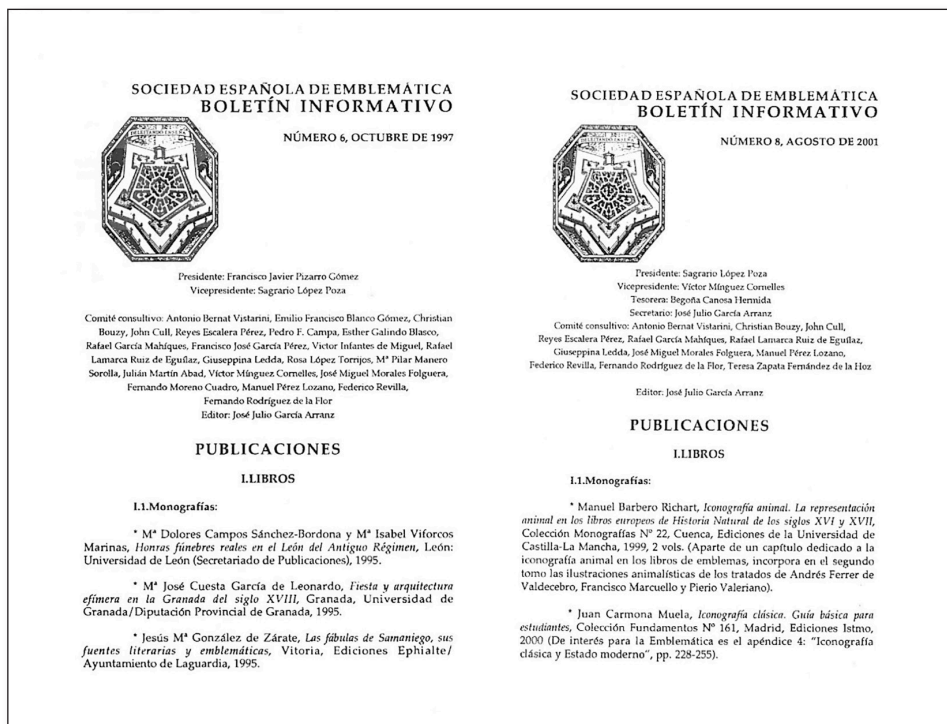 SOCIEDAD ESPAÑOLA DE EMBLEMÁTICA
BOLETÍN INFORMATIVO
NÚMERO 6, OCTUBRE DE 1997
Presidente: Francisco Javier Pizarro Gómez
Vicepresidente: Sagrario López Poza
Comité consultivo: Antonio Bernat Vistarini, Emilio Francisco Blanco Gómez, Christian
Bouzy, John Cull, Reyes Escalera Pérez, Pedro F. Campa, Esther Galindo Blasco,
Rafael García Mahíques, Francisco José García Pérez, Victor Infantes de Miguel, Rafael
Lamarca Ruiz de Eguílaz, Giuseppina Ledda, Rosa López Torrijos, Mª Pilar Manero
Sorolla, Julián Martín Abad, Víctor Mínguez Cornelles, José Miguel Morales Folguera,
Fernando Moreno Cuadro, Manuel Pérez Lozano, Federico Revilla,
Fernando Rodríguez de la Flor
Editor: José Julio García Arranz
PUBLICACIONES
I.LIBROS
I.1.Monografías:
* Mª Dolores Campos Sánchez-Bordona y Mª Isabel Viforcos
Marinas, Honras fúnebres reales en el León del Antiguo Régimen, León:
Universidad de León (Secretariado de Publicaciones), 1995.
* Mª José Cuesta García de Leonardo, Fiesta y arquitectura
efímera en la Granada del siglo XVIII, Granada, Universidad de
Granada/Diputación Provincial de Granada, 1995.
* Jesús Mª González de Zárate, Las fábulas de Samaniego, sus
fuentes literarias y emblemáticas, Vitoria, Ediciones Ephialte/
Ayuntamiento de Laguardia, 1995.
SOCIEDAD ESPAÑOLA DE EMBLEMÁTICA
BOLETÍN INFORMATIVO
NÚMERO 8, AGOSTO DE 2001
Presidente: Sagrario López Poza
Vicepresidente: Víctor Mínguez Cornelles
Tesorera: Begoña Canosa Hermida
Secretario: José Julio García Arranz
Comité consultivo: Antonio Bernat Vistarini, Christian Bouzy, John Cull,
Reyes Escalera Pérez, Rafael García Mahíques, Rafael Lamarca Ruiz de Eguílaz,
Giuseppina Ledda, José Miguel Morales Folguera, Manuel Pérez Lozano,
Federico Revilla, Fernando Rodríguez de la Flor, Teresa Zapata Fernández de la Hoz
Editor: José Julio García Arranz
PUBLICACIONES
I.LIBROS
I.1.Monografías:
* Manuel Barbero Richart, Iconografía animal. La representación
animal en los libros europeos de Historia Natural de los siglos XVI y XVII,
Colección Monografías Nº 22, Cuenca, Ediciones de la Universidad de
Castilla-La Mancha, 1999, 2 vols. (Aparte de un capítulo dedicado a la
iconografía animal en los libros de emblemas, incorpora en el segundo
tomo las ilustraciones animalísticas de los tratados de Andrés Ferrer de
Valdecebro, Francisco Marcuello y Pierio Valeriano).
* Juan Carmona Muela, Iconografía clásica. Guía básica para
estudiantes, Colección Fundamentos Nº 161, Madrid, Ediciones Istmo,
2000 (De interés para la Emblemática es el apéndice 4: "Iconografía
clásica y Estado moderno", pp. 228-255).